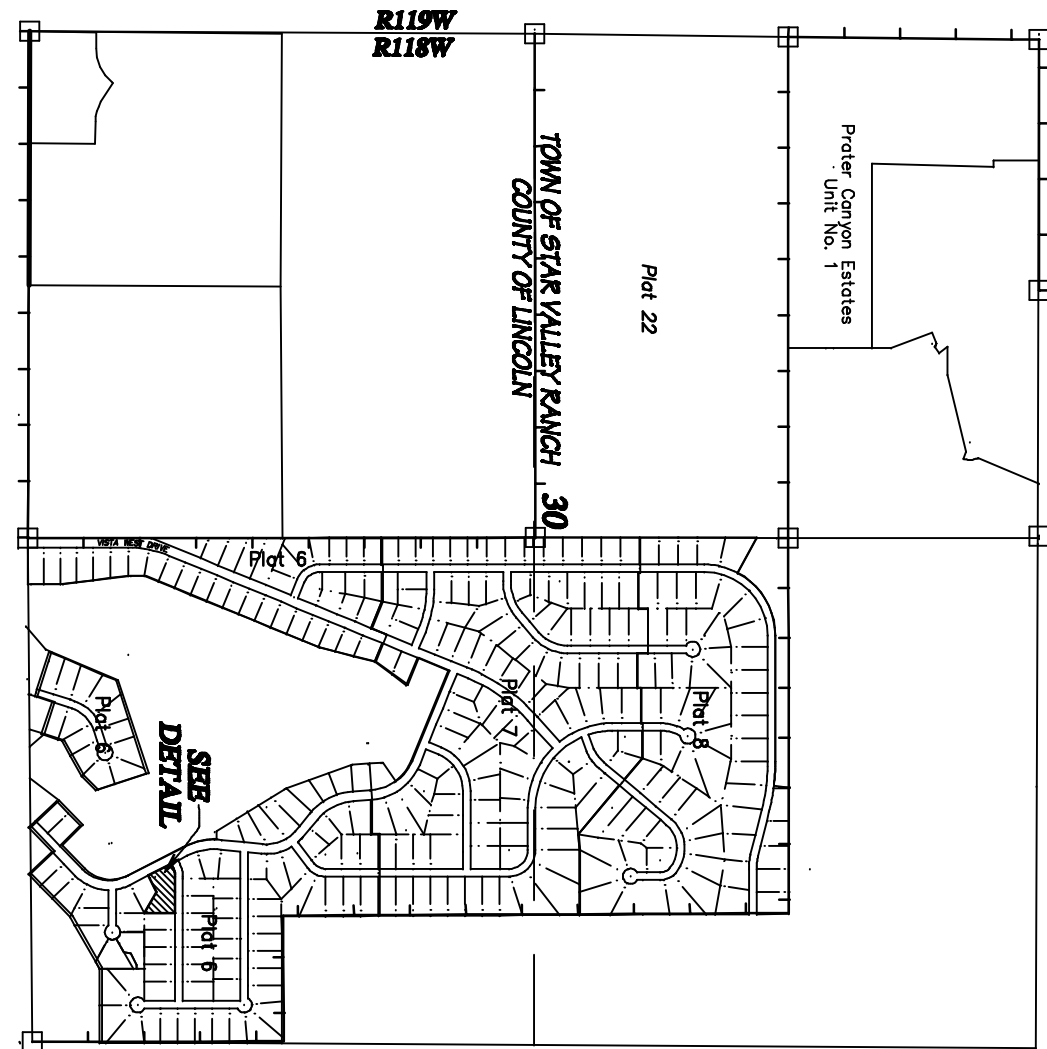 R119W
R118W
Prater Canyon Estates
Unit No. 1
TOWN OF STAR VALLEY RANCH 30
COUNTY OF LINCOLN
Plat 22
VISTA WEST DRIVE
Plat 6
Plat 6
Plat 7
Plat 8
SEE
DETAIL
Plat 6